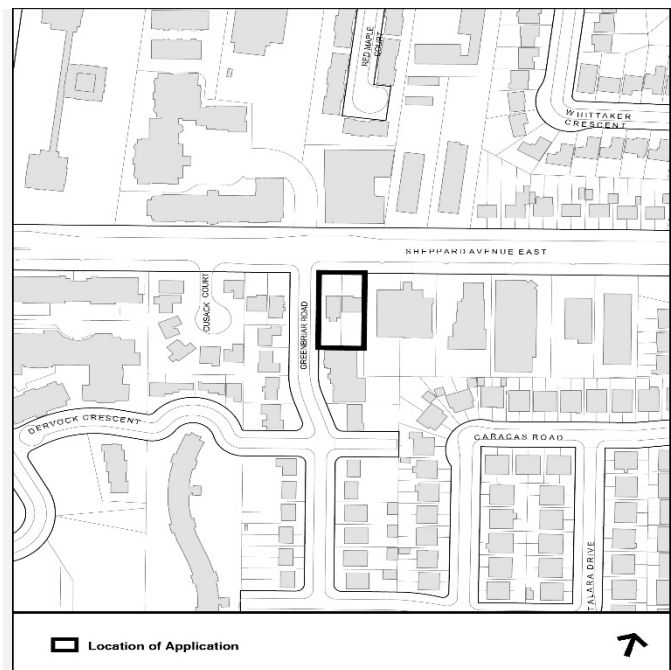 RED MAPLE
COURT
WHITTAKER
CRESCENT
SHEPPARD AVENUE EAST
CUSACK COURT
GREENBRIAR ROAD
DERVOCK CRESCENT
CARACAS ROAD
TALARA DRIVE
Location of Application